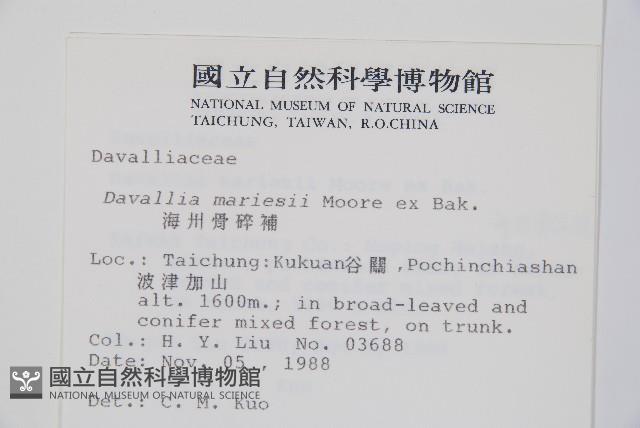 國立自然科學博物館
NATIONAL MUSEUM OF NATURAL SCIENCE
TAICHUNG, TAIWAN, R.O.CHINA
Davalliaceae
Davallia mariesii Moore ex Bak.
海州骨碎補
Loc.: Taichung:Kukuan谷關,Pochinchiashan
波津加山
alt. 1600m.; in broad-leaved and
conifer mixed forest, on trunk.
Col.: H. Y. Liu No. 03688
Date: Nov. 05, 1988
國立自然科學博物館
NATIONAL MUSEUM OF NATURAL SCIENCE
Det.: C. M. Kuo